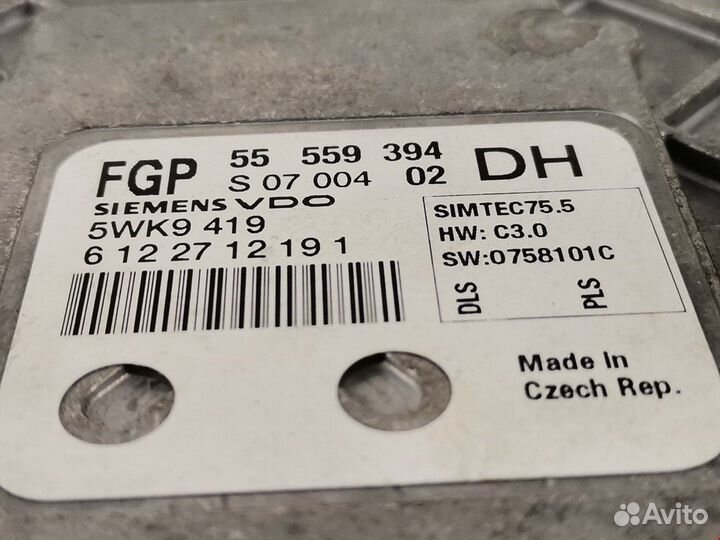 FGP 55 559 394 DH
S 07 004 02
SIEMENS VDO
5WK9 419
6 12 27 12 19 1
SIMTEC75.5
HW: C3.0
SW:0758101C
DLS PLS
Made In
Czech Rep.
Avito